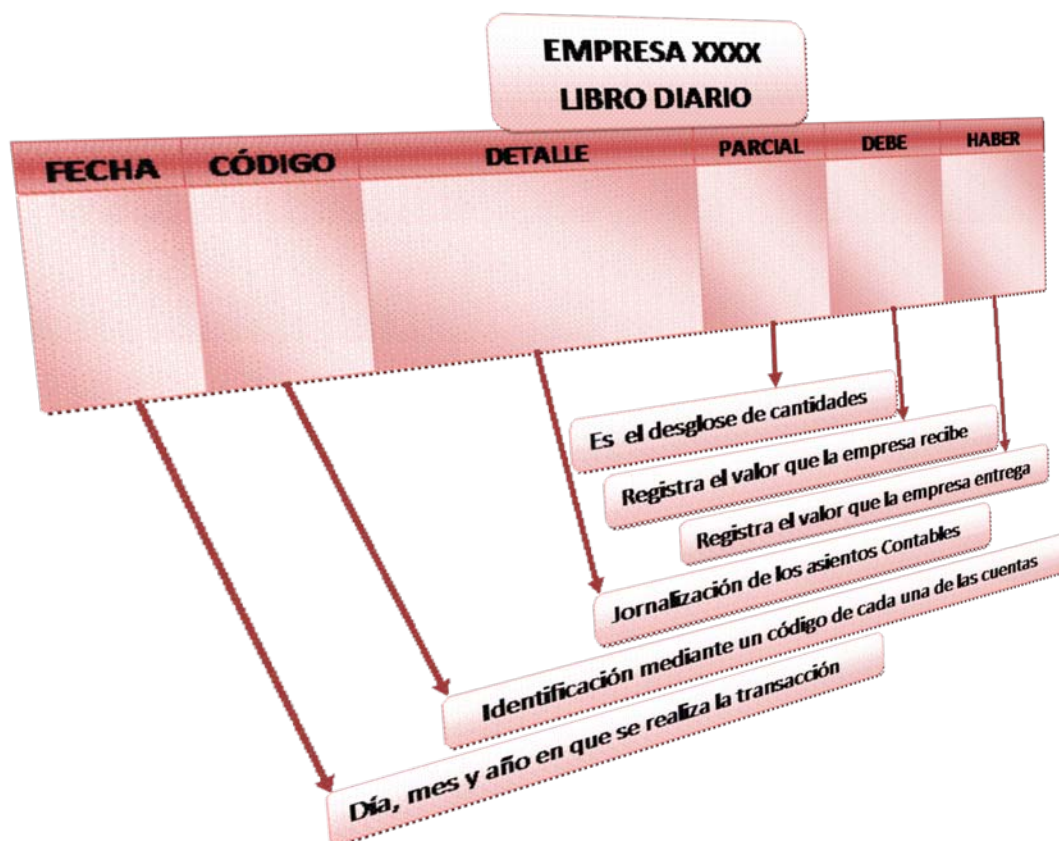 EMPRESA XXXX
LIBRO DIARIO
FECHA CÓDIGO DETALLE PARCIAL DEBE HABER
Es el desglose de cantidades
Registra el valor que la empresa recibe
Registra el valor que la empresa entrega
Jornalización de los asientos Contables
Identificación mediante un código de cada una de las cuentas
Día, mes y año en que se realiza la transacción